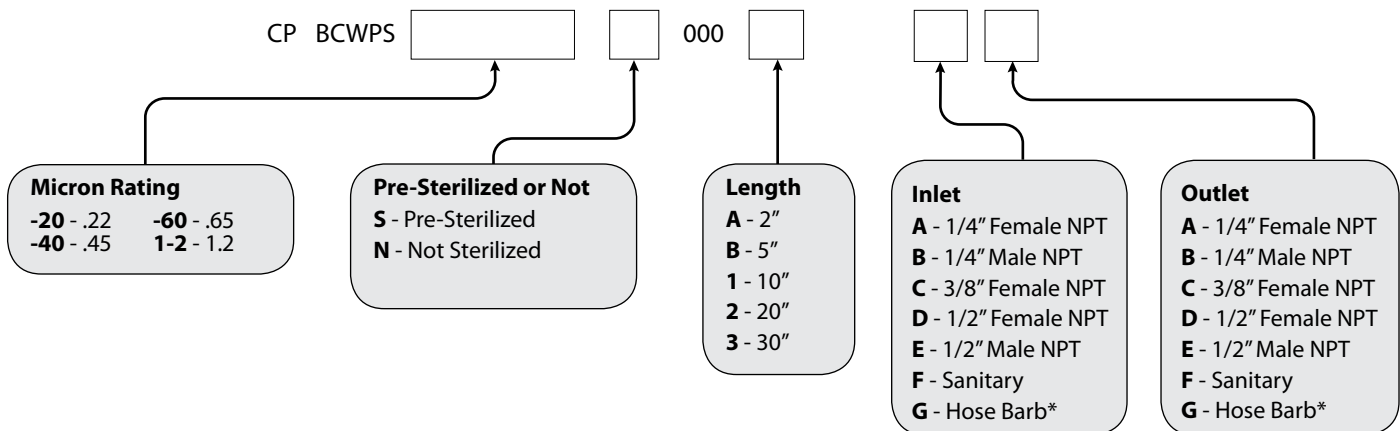 CP BCWPS 000
Micron Rating
-20 - .22 -60 - .65
-40 - .45 1-2 - 1.2
Pre-Sterilized or Not
S - Pre-Sterilized
N - Not Sterilized
Length
A - 2”
B - 5”
1 - 10”
2 - 20”
3 - 30”
Inlet
A - 1/4” Female NPT
B - 1/4” Male NPT
C - 3/8” Female NPT
D - 1/2” Female NPT
E - 1/2” Male NPT
F - Sanitary
G - Hose Barb*
Outlet
A - 1/4” Female NPT
B - 1/4” Male NPT
C - 3/8” Female NPT
D - 1/2” Female NPT
E - 1/2” Male NPT
F - Sanitary
G - Hose Barb*